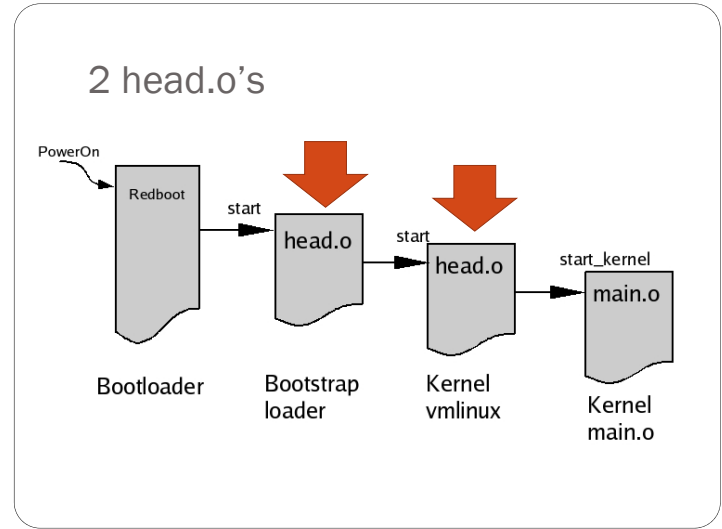 2 head.o's
PowerOn
Redboot
start
head.o
start
head.o
start_kernel
main.o
Bootloader
Bootstrap
loader
Kernel
vmlinux
Kernel
main.o